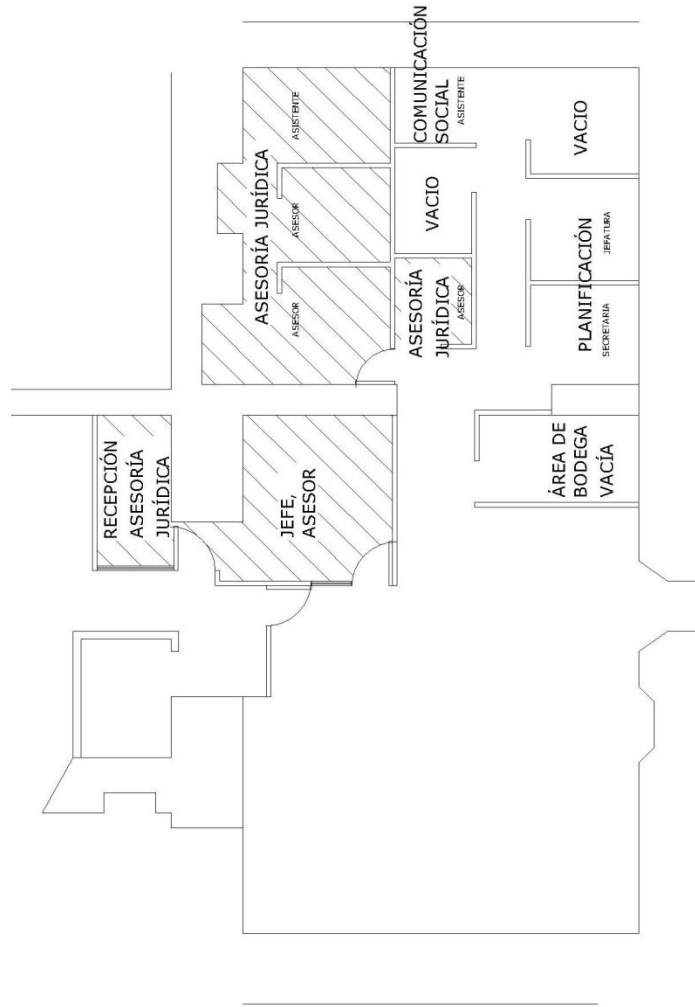 RECEPCIÓN
ASESORÍA
JURÍDICA
JEFE,
ASESOR
ASESORÍA JURÍDICA
ASESOR
ASESOR
ASISTENTE
ASESORÍA
JURÍDICA
ASESOR
VACIO
COMUNICACIÓN
SOCIAL
ASISTENTE
ÁREA DE
BODEGA
VACÍA
PLANIFICACIÓN
SECRETARIA
JEFATURA
VACIO